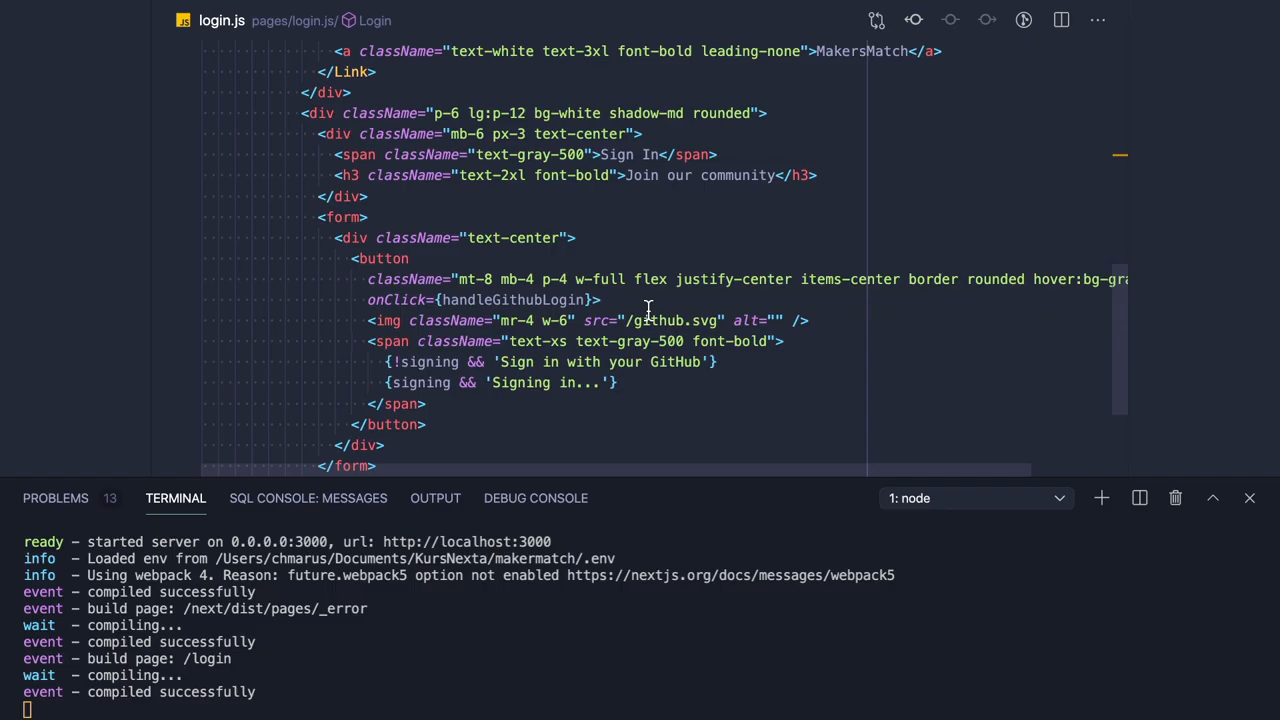 JS login.js pages/login.js/ Login
<a className="text-white text-3xl font-bold leading-none">MakersMatch</a>
</Link>
</div>
<div className="p-6 lg:p-12 bg-white shadow-md rounded">
<div className="mb-6 px-3 text-center">
<span className="text-gray-500">Sign In</span>
<h3 className="text-2xl font-bold">Join our community</h3>
</div>
<form>
<div className="text-center">
<button
className="mt-8 mb-4 p-4 w-full flex justify-center items-center border rounded hover:bg-gra
onClick={handleGithubLogin}>
<img className="mr-4 w-6" src="/github.svg" alt="" />
<span className="text-xs text-gray-500 font-bold">
{!signing && 'Sign in with your GitHub'}
{signing && 'Signing in...'}
</span>
</button>
</div>
</form>
PROBLEMS 13 TERMINAL SQL CONSOLE: MESSAGES OUTPUT DEBUG CONSOLE 1: node
ready – started server on 0.0.0.0:3000, url: http://localhost:3000
info – Loaded env from /Users/chmarus/Documents/KursNexta/makermatch/.env
info – Using webpack 4. Reason: future.webpack5 option not enabled https://nextjs.org/docs/messages/webpack5
event – compiled successfully
event – build page: /next/dist/pages/_error
wait – compiling...
event – compiled successfully
event – build page: /login
wait – compiling...
event – compiled successfully